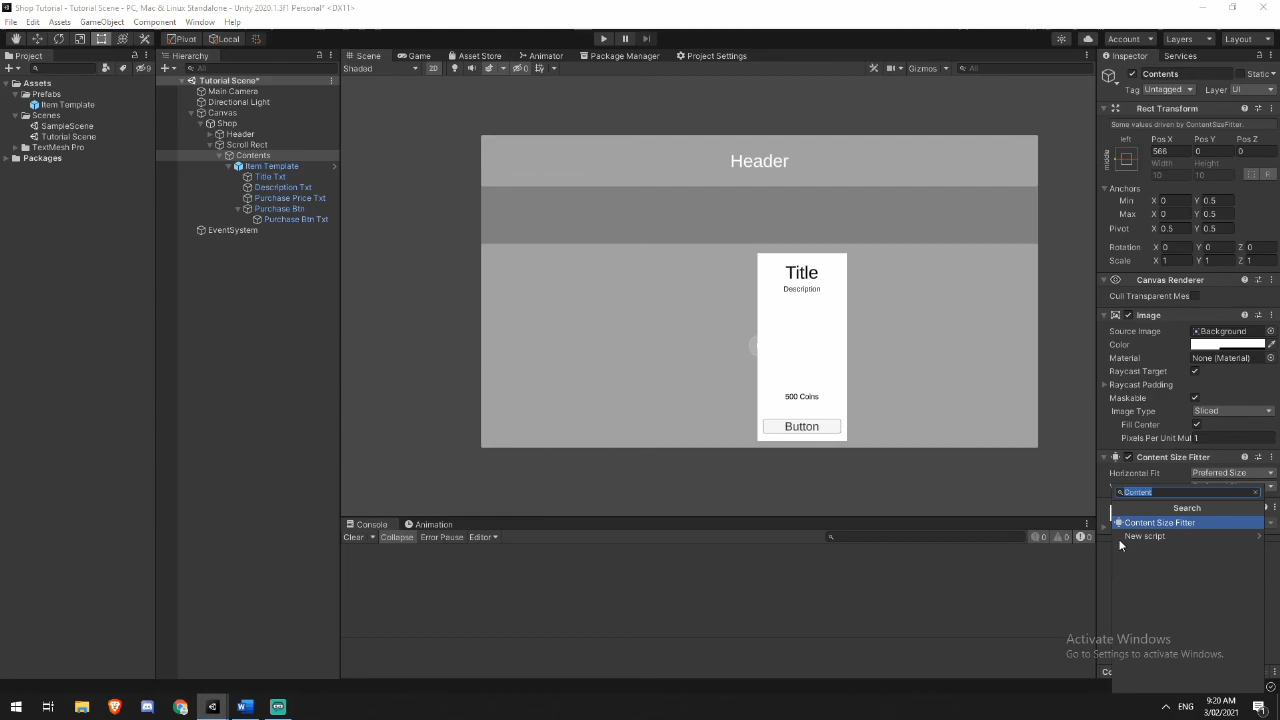 Shop Tutorial - Tutorial Scene - PC, Mac & Linux Standalone - Unity 2020.1.3f1 Personal* <DX11>
File Edit Assets GameObject Component Window Help
Pivot Local Account Layers Layout
Project
Assets
Prefabs
Item Template
Scenes
SampleScene
Tutorial Scene
TextMesh Pro
Packages
9
Hierarchy
All
Tutorial Scene*
Main Camera
Directional Light
Canvas
Shop
Header
Scroll Rect
Contents
Item Template
Title Txt
Description Txt
Purchase Price Txt
Purchase Btn
Purchase Btn Txt
EventSystem
Scene Game Asset Store Animator Package Manager Project Settings
Shaded 2D 0 Gizmos All
Header
Title
Description
500 Coins
Button
Console Animation
Clear Collapse Error Pause Editor 0 0 0
Inspector Services
Contents Static
Tag Untagged Layer UI
Rect Transform
Some values driven by ContentSizeFitter.
left Pos X Pos Y Pos Z
middle 566 0 0
Width Height
10 10 R
Anchors
Min X 0 Y 0.5
Max X 0 Y 0.5
Pivot X 0.5 Y 0.5
Rotation X 0 Y 0 Z 0
Scale X 1 Y 1 Z 1
Canvas Renderer
Cull Transparent Mes
Image
Source Image Background
Color
Material None (Material)
Raycast Target
Raycast Padding
Maskable
Image Type Sliced
Fill Center
Pixels Per Unit Mul 1
Content Size Fitter
Horizontal Fit Preferred Size
Content
Search
Content Size Fitter
New script
Activate Windows
Go to Settings to activate Windows.
ENG
9:20 AM
3/02/2021